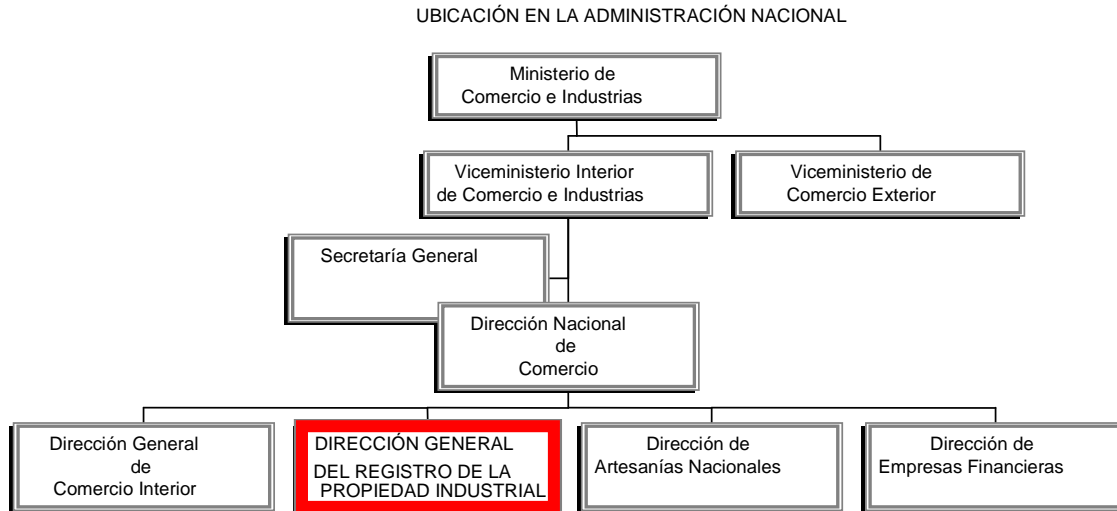 UBICACIÓN EN LA ADMINISTRACIÓN NACIONAL
Ministerio de
Comercio e Industrias
Viceministerio Interior
de Comercio e Industrias
Viceministerio de
Comercio Exterior
Secretaría General
Dirección Nacional
de
Comercio
Dirección General
de
Comercio Interior
DIRECCIÓN GENERAL
DEL REGISTRO DE LA
PROPIEDAD INDUSTRIAL
Dirección de
Artesanías Nacionales
Dirección de
Empresas Financieras